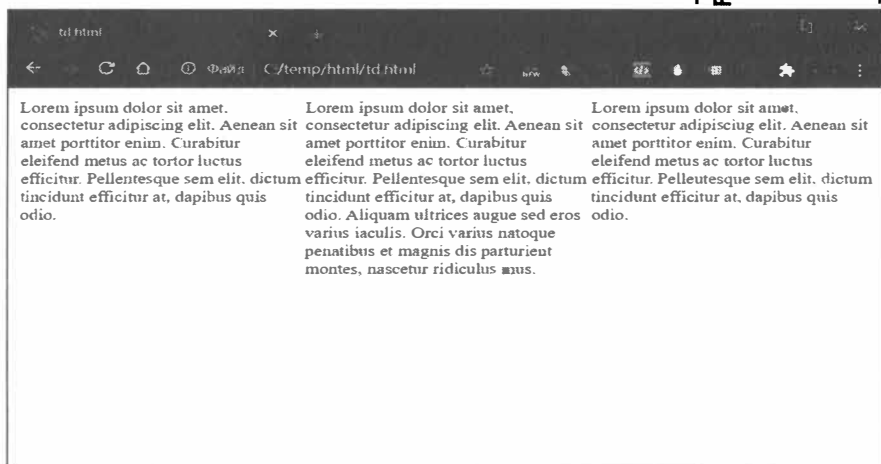 td.html
Файл C:/temp/html/td.html
Lorem ipsum dolor sit amet,
consectetur adipiscing elit. Aenean sit
amet porttitor enim. Curabitur
eleifend metus ac tortor luctus
efficitur. Pellentesque sem elit, dictum
tincidunt efficitur at, dapibus quis
odio.
Lorem ipsum dolor sit amet,
consectetur adipiscing elit. Aenean sit
amet porttitor enim. Curabitur
eleifend metus ac tortor luctus
efficitur. Pellentesque sem elit, dictum
tincidunt efficitur at, dapibus quis
odio. Aliquam ultrices augue sed eros
varius iaculis. Orci varius natoque
penatibus et magnis dis parturient
montes, nascetur ridiculus mus.
Lorem ipsum dolor sit amet,
consectetur adipiscing elit. Aenean sit
amet porttitor enim. Curabitur
eleifend metus ac tortor luctus
efficitur. Pellentesque sem elit, dictum
tincidunt efficitur at, dapibus quis
odio.